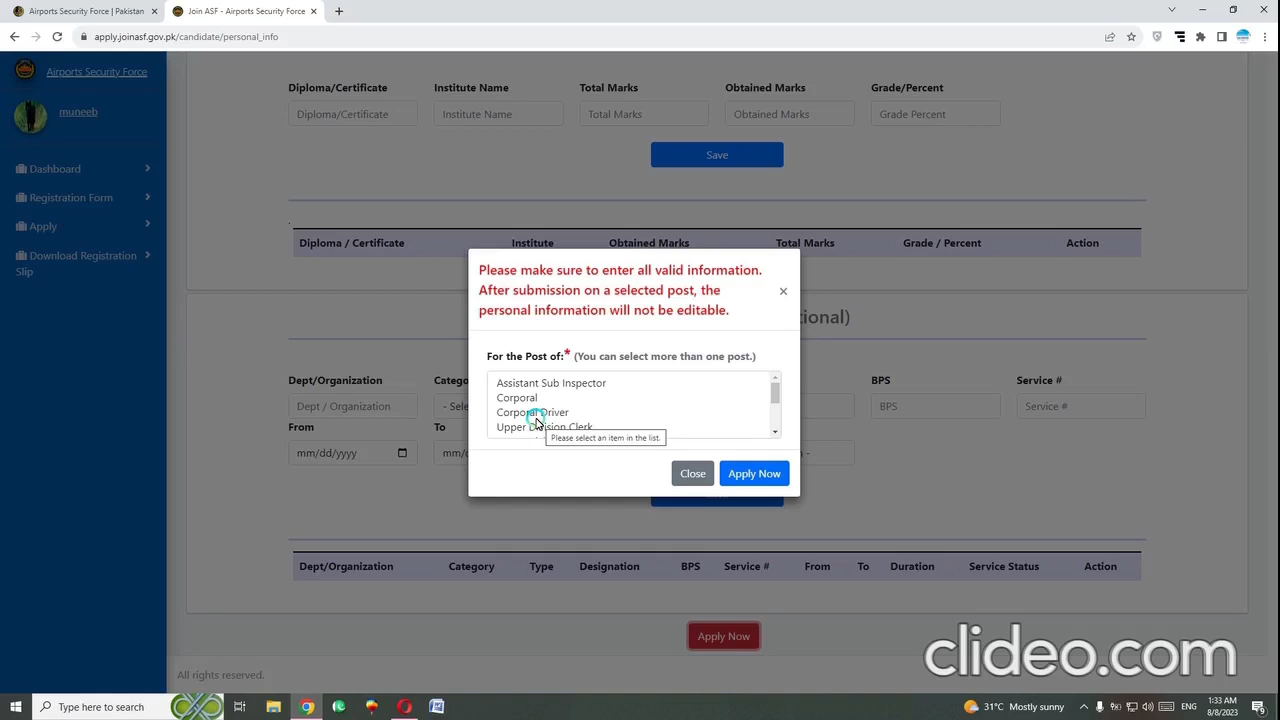 Airports Security Force | Pakistan
Join ASF - Airports Security Force
apply.joinasf.gov.pk/candidate/personal_info
Airports Security Force
muneeb
Dashboard
Registration Form
Apply
Download Registration
Slip
Diploma/Certificate Institute Name Total Marks Obtained Marks Grade/Percent
Diploma/Certificate Institute Name Total Marks Obtained Marks Grade Percent
Save
Diploma / Certificate Institute Obtained Marks Total Marks Grade / Percent Action
Please make sure to enter all valid information.
After submission on a selected post, the
personal information will not be editable.
×
For the Post of:* (You can select more than one post.)
Assistant Sub Inspector
Corporal
Corporal Driver
Upper Division Clerk
Please select an item in the list.
Close Apply Now
ional)
Dept/Organization Catego BPS Service #
Dept / Organization - Sele BPS Service #
From To
mm/dd/yyyy mm/
Dept/Organization Category Type Designation BPS Service # From To Duration Service Status Action
Apply Now
All rights reserved.
clideo.com
Type here to search
31°C Mostly sunny
1:33 AM
8/8/2023